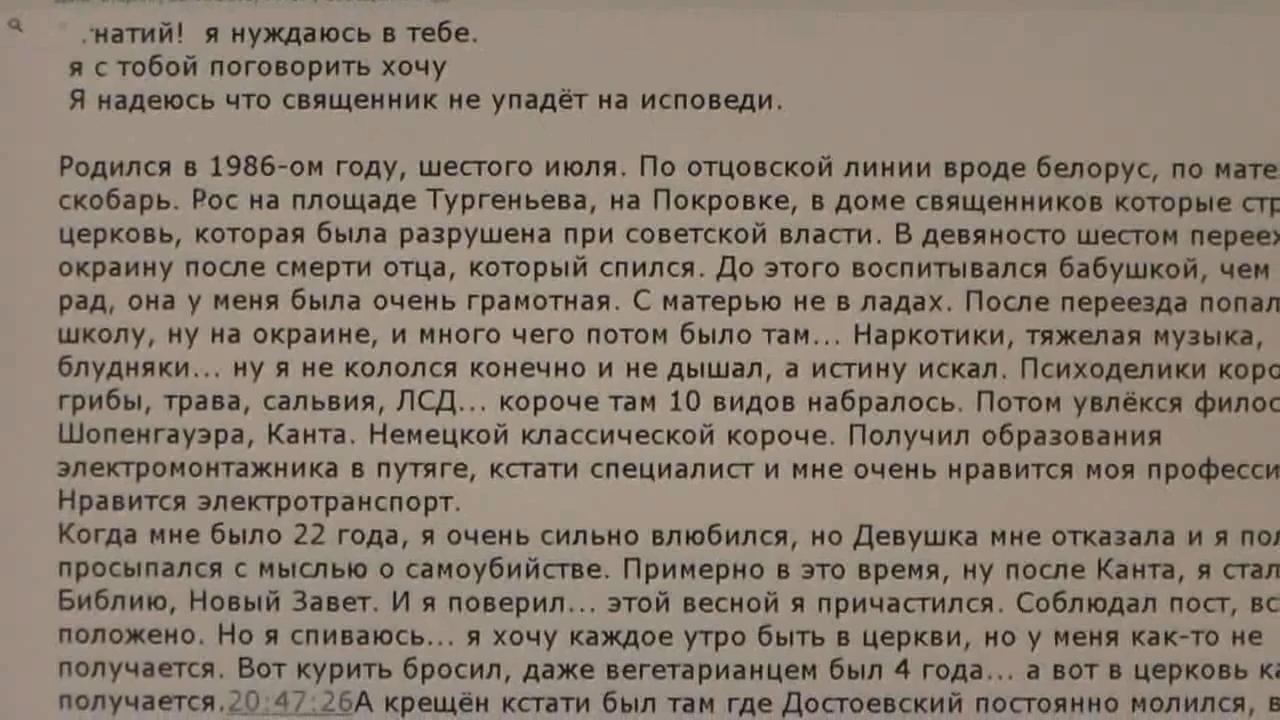 .натий! я нуждаюсь в тебе.
я с тобой поговорить хочу
Я надеюсь что священник не упадёт на исповеди.
Родился в 1986-ом году, шестого июля. По отцовской линии вроде белорус, по мате
скобарь. Рос на площаде Тургеньева, на Покровке, в доме священников которые стр
церковь, которая была разрушена при советской власти. В девяносто шестом переех
окраину после смерти отца, который спился. До этого воспитывался бабушкой, чем
рад, она у меня была очень грамотная. С матерью не в ладах. После переезда попал
школу, ну на окраине, и много чего потом было там... Наркотики, тяжелая музыка,
блудняки... ну я не кололся конечно и не дышал, а истину искал. Психоделики коро
грибы, трава, сальвия, ЛСД... короче там 10 видов набралось. Потом увлёкся филос
Шопенгауэра, Канта. Немецкой классической короче. Получил образования
электромонтажника в путяге, кстати специалист и мне очень нравится моя професси
Нравится электротранспорт.
Когда мне было 22 года, я очень сильно влюбился, но Девушка мне отказала и я пол
просыпался с мыслью о самоубийстве. Примерно в это время, ну после Канта, я стал
Библию, Новый Завет. И я поверил... этой весной я причастился. Соблюдал пост, вс
положено. Но я спиваюсь... я хочу каждое утро быть в церкви, но у меня как-то не
получается. Вот курить бросил, даже вегетарианцем был 4 года... а вот в церковь ка
получается.20:47:26А крещён кстати был там где Достоевский постоянно молился, в